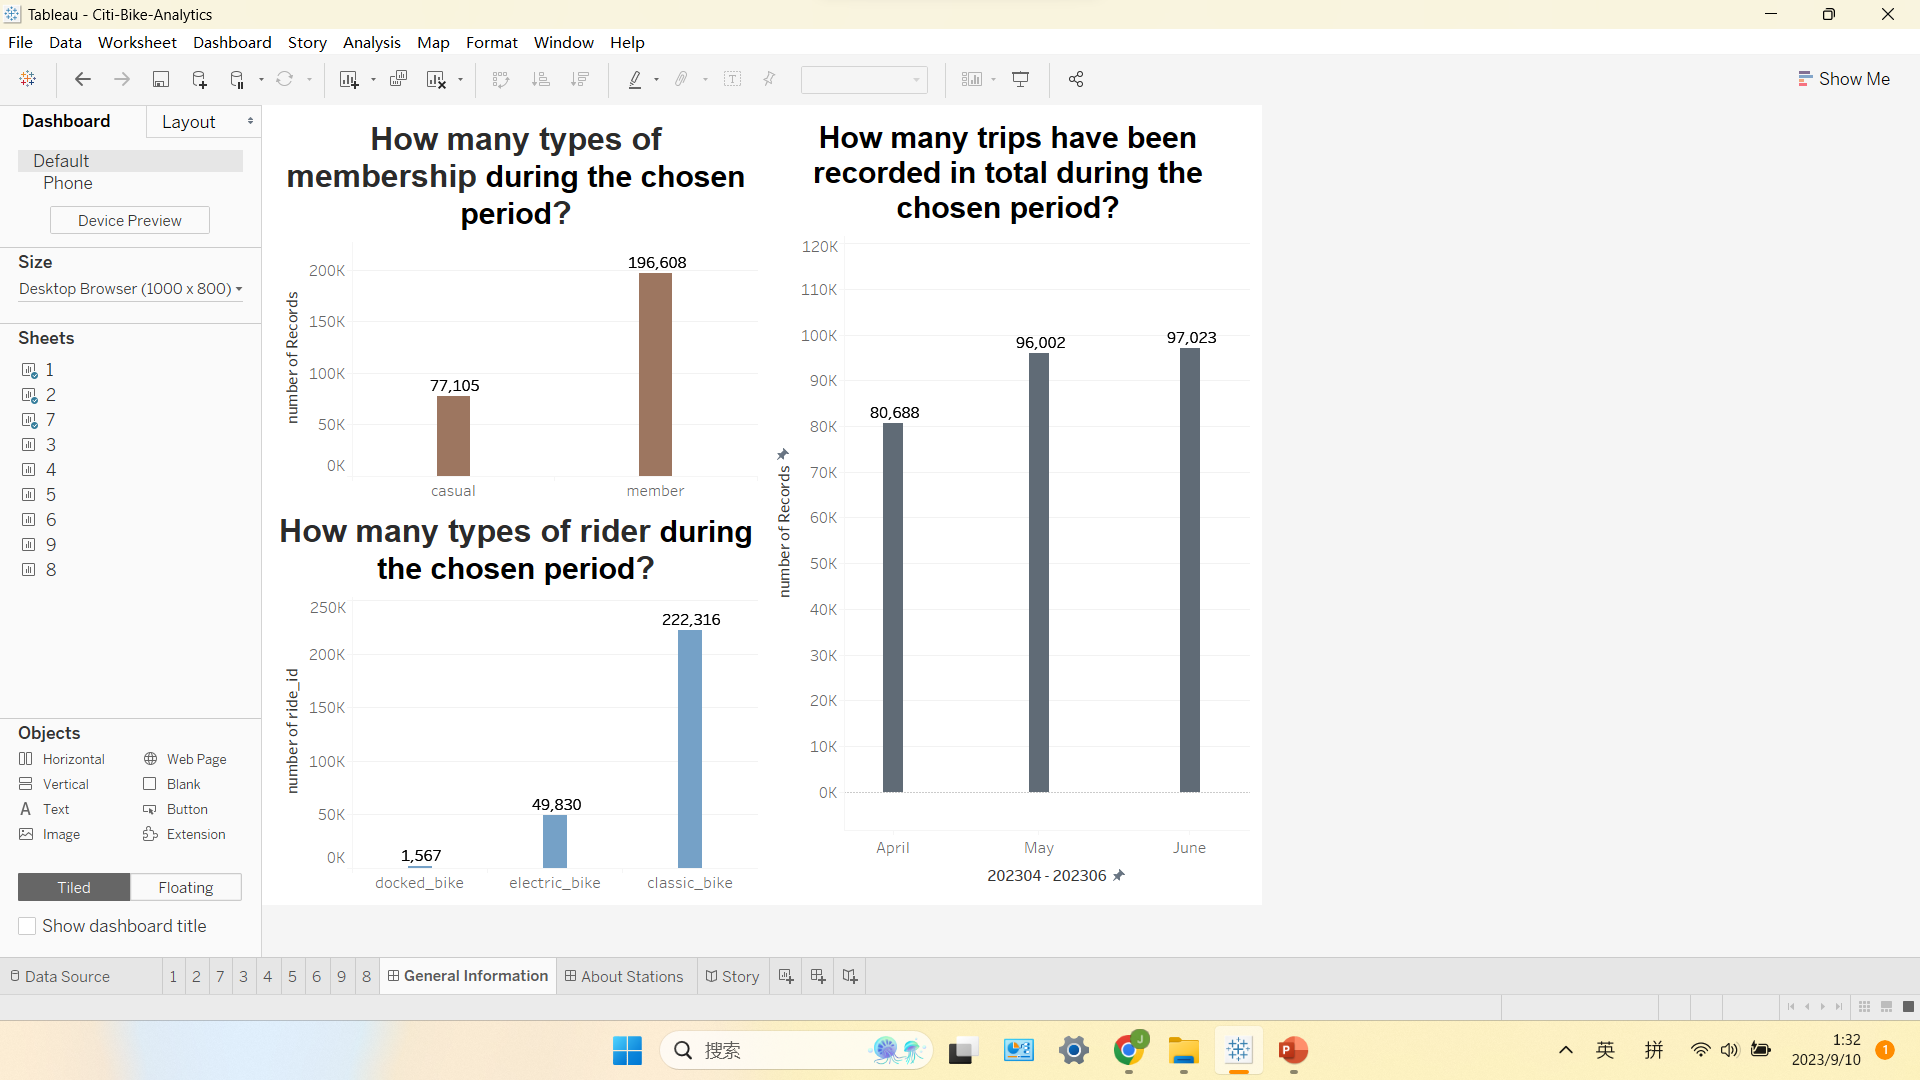 Tableau - Citi-Bike-Analytics
File Data Worksheet Dashboard Story Analysis Map Format Window Help
Show Me
Dashboard Layout
Default
Phone
Device Preview
Size
Desktop Browser (1000 x 800)
Sheets
1
2
7
3
4
5
6
9
8
Objects
Horizontal Web Page
Vertical Blank
Text Button
Image Extension
Tiled Floating
Show dashboard title
How many types of
membership during the chosen
period?
number of Records
200K
150K
100K
50K
0K
77,105
196,608
casual member
How many types of rider during
the chosen period?
number of ride_id
250K
200K
150K
100K
50K
0K
1,567
49,830
222,316
docked_bike electric_bike classic_bike
How many trips have been
recorded in total during the
chosen period?
number of Records
120K
110K
100K
90K
80K
70K
60K
50K
40K
30K
20K
10K
0K
80,688
96,002
97,023
April May June
202304 - 202306
Data Source 1 2 7 3 4 5 6 9 8 General Information About Stations Story
搜索
J
P
英 拼
1:32
2023/9/10
1